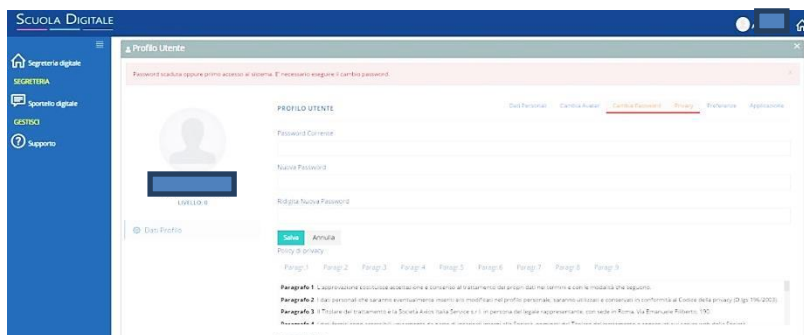 SCUOLA DIGITALE
Segreteria digitale
SEGRETERIA
Sportello digitale
GESTISCI
Supporto
Profilo Utente
Password scaduta oppure primo accesso al sistema. E' necessario eseguire il cambio password
LIVELLO: 0
Dati Profilo
PROFILO UTENTE
Dati Personali Cambia Avatar Cambia Password Privacy Preferenze Applicazione
Password Corrente
Nuova Password
Ridigita Nuova Password
Salva Annulla
Policy di privacy
Paragr.1 Paragr.2 Paragr.3 Paragr.4 Paragr.5 Paragr.6 Paragr.7 Paragr.8 Paragr.9
Paragrafo 1 L'approvazione costituisce accettazione e consenso al trattamento dei propri dati nei termini e con le modalità che seguono.
Paragrafo 2 I dati personali che saranno eventualmente inseriti e/o modificati nel profilo personale, saranno utilizzati e conservati in conformità al Codice della privacy (D.lgs 196/2003).
Paragrafo 3 Il Titolare del trattamento è la Società Axios Italia Service s.r.l. in persona del legale rappresentante, con sede in Roma, Via Emanuele Filiberto, 190
Paragrafo 4